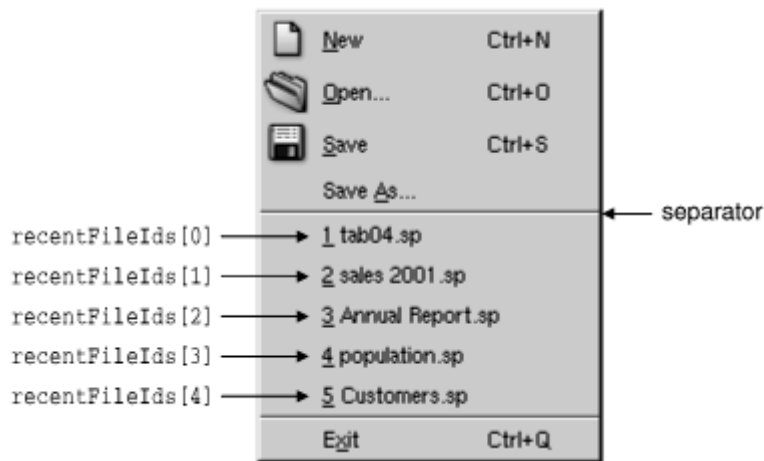 New Ctrl+N
Open... Ctrl+O
Save Ctrl+S
Save As...
separator
recentFileIds[0] 1 tab04.sp
recentFileIds[1] 2 sales 2001.sp
recentFileIds[2] 3 Annual Report.sp
recentFileIds[3] 4 population.sp
recentFileIds[4] 5 Customers.sp
Exit Ctrl+Q